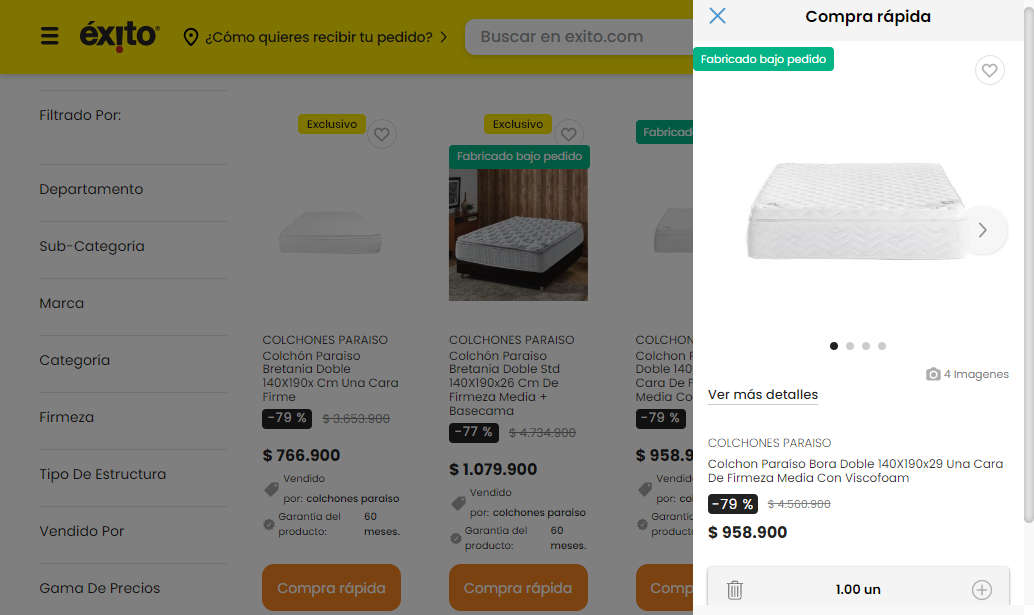 éxito
¿Cómo quieres recibir tu pedido?
Buscar en exito.com
Filtrado Por:
Departamento
Sub-Categoría
Marca
Categoría
Firmeza
Tipo De Estructura
Vendido Por
Gama De Precios
Exclusivo
COLCHONES PARAISO
Colchón Paraiso
Bretania Doble
140X190x Cm Una Cara
Firme
-79 % $ 3.653.900
$ 766.900
Vendido
por: colchones paraiso
Garantía del 60
producto: meses.
Compra rápida
Exclusivo
Fabricado bajo pedido
COLCHONES PARAISO
Colchón Paraiso
Bretania Doble Std
140X190x26 Cm De
Firmeza Media +
Basecama
-77 % $ 4.734.900
$ 1.079.900
Vendido
por: colchones paraiso
Garantía del 60
producto: meses.
Compra rápida
Fabricad
COLCHON
Colchon P
Doble 140
Cara De F
Media Co
-79 %
$ 958.9
Vendid
por: co
Garantí
product
Comp
Compra rápida
Fabricado bajo pedido
4 Imagenes
Ver más detalles
COLCHONES PARAISO
Colchon Paraíso Bora Doble 140X190x29 Una Cara
De Firmeza Media Con Viscofoam
-79 % $ 4.560.900
$ 958.900
1.00 un